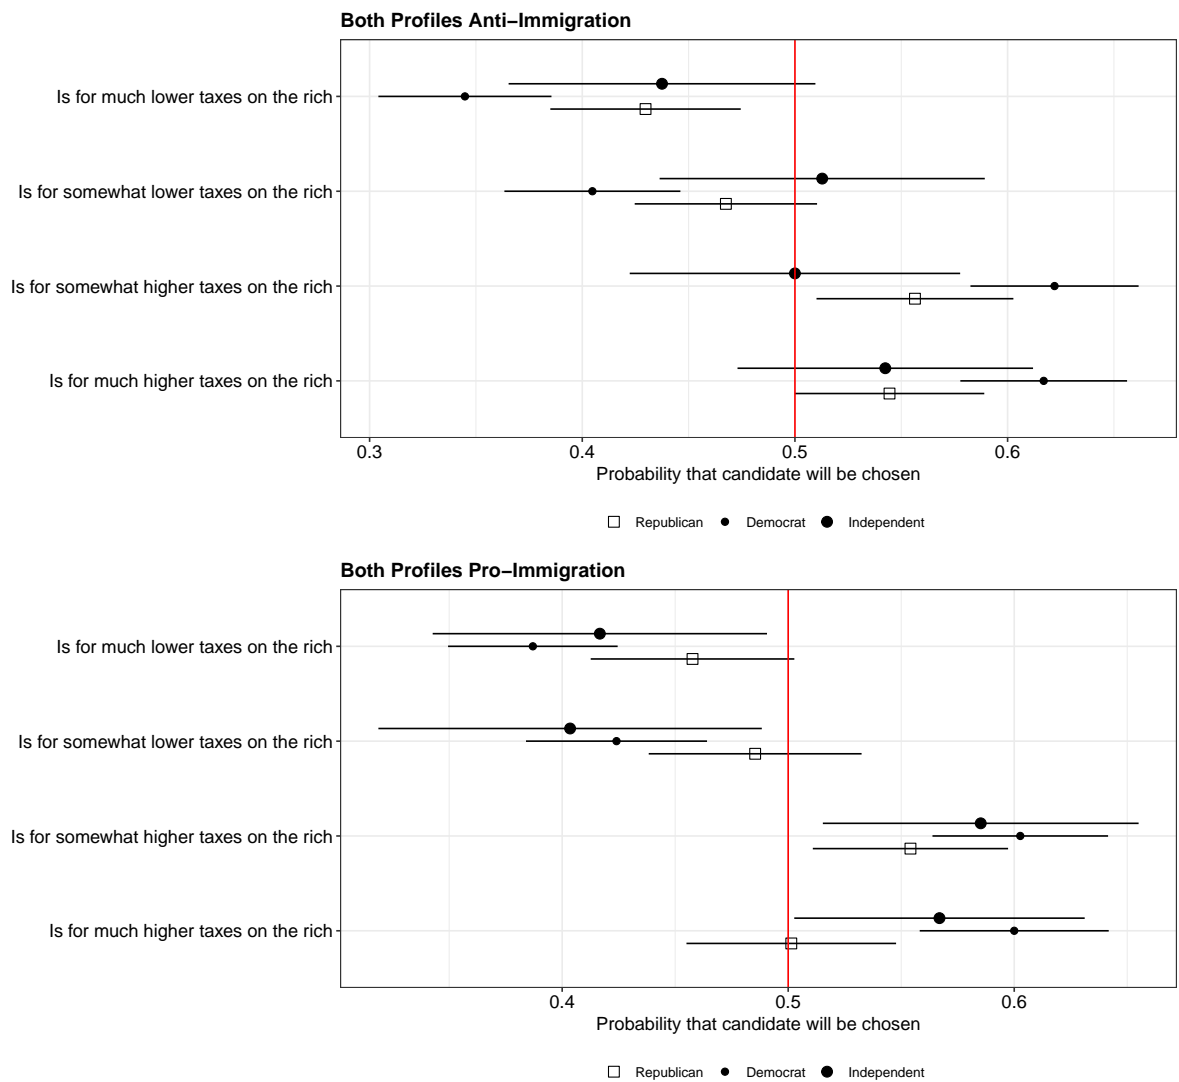 Both Profiles Anti−Immigration
Is for much lower taxes on the rich
Is for somewhat lower taxes on the rich
Is for somewhat higher taxes on the rich
Is for much higher taxes on the rich
0.3 0.4 0.5 0.6
Probability that candidate will be chosen
Republican Democrat Independent
Both Profiles Pro−Immigration
Is for much lower taxes on the rich
Is for somewhat lower taxes on the rich
Is for somewhat higher taxes on the rich
Is for much higher taxes on the rich
0.4 0.5 0.6
Probability that candidate will be chosen
Republican Democrat Independent